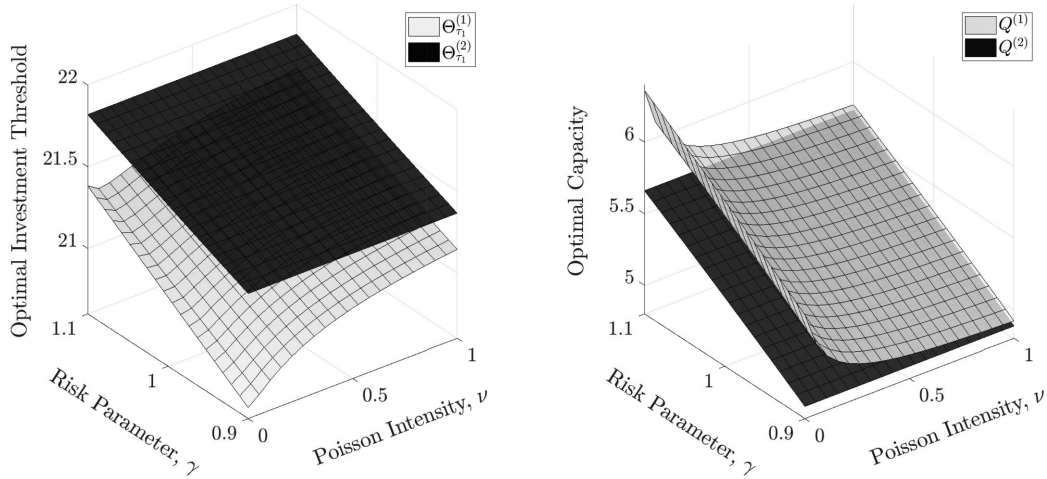 Θ_{τ_1}^{(1)}
Θ_{τ_1}^{(2)}
Optimal Investment Threshold
22
21.5
21
1.1
1
0.9
Risk Parameter, γ
0
0.5
1
Poisson Intensity, ν
Q^{(1)}
Q^{(2)}
Optimal Capacity
6
5.5
5
1.1
1
0.9
Risk Parameter, γ
0
0.5
1
Poisson Intensity, ν